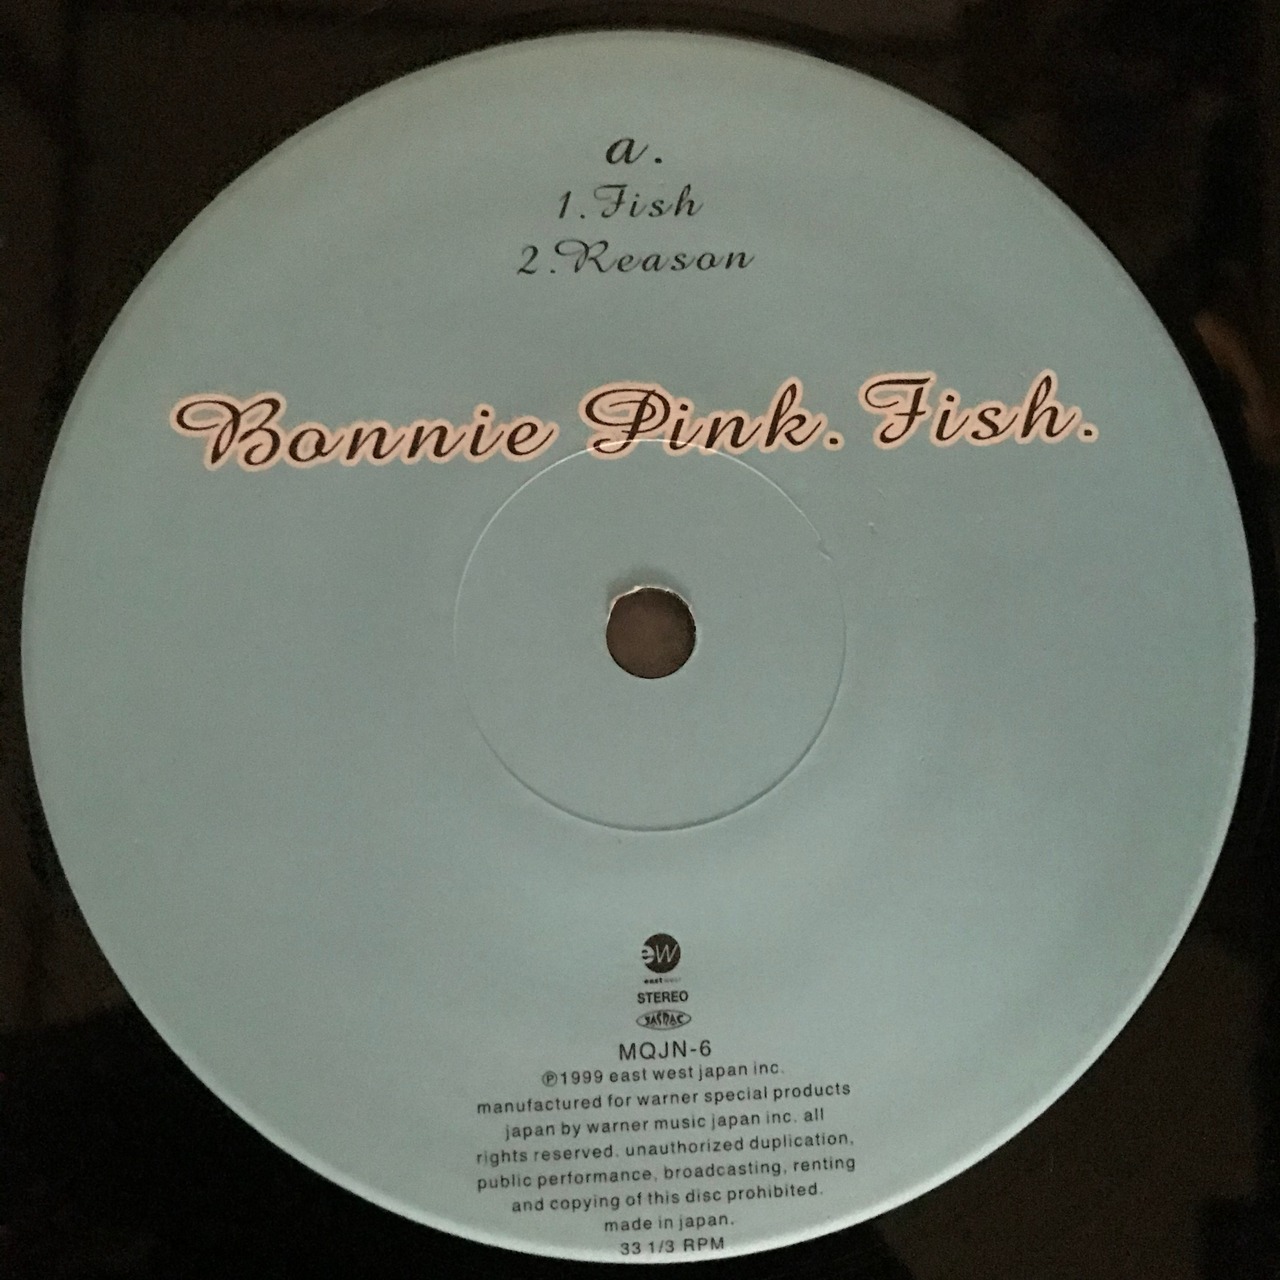 a.
1.Fish
2.Reason
Bonnie Pink. Fish.
ew
east west
STEREO
JASRAC
MQJN-6
℗1999 east west japan inc.
manufactured for warner special products
japan by warner music japan inc. all
rights reserved. unauthorized duplication,
public performance, broadcasting, renting
and copying of this disc prohibited.
made in japan.
33 1/3 RPM